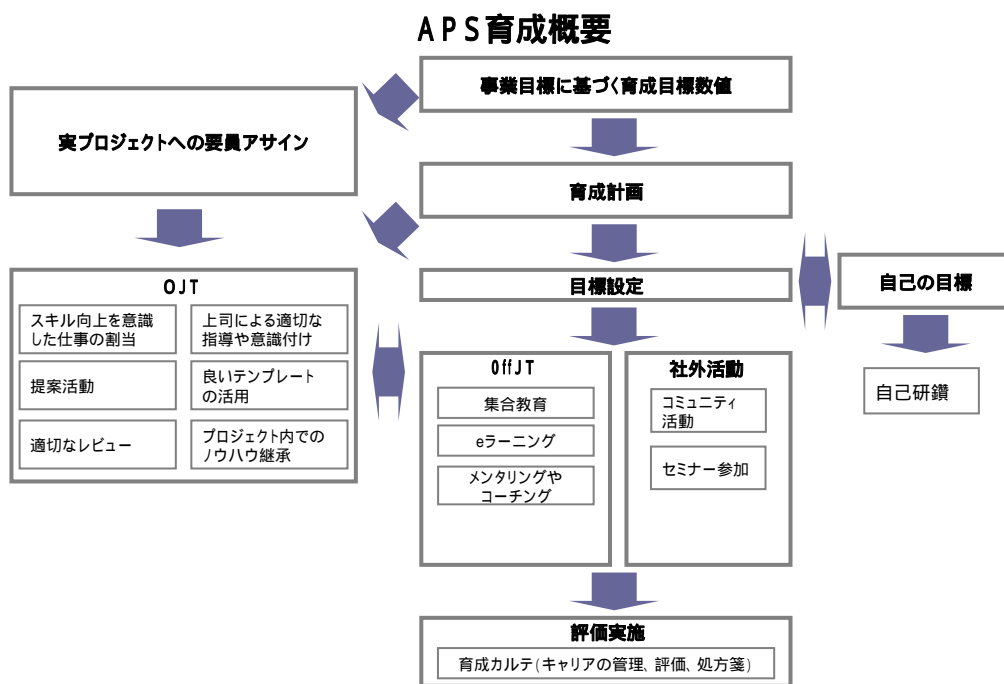 APS育成概要
事業目標に基づく育成目標数値
実プロジェクトへの要員アサイン
育成計画
目標設定
自己の目標
自己研鑽
OJT
スキル向上を意識
した仕事の割当
上司による適切な
指導や意識付け
提案活動
良いテンプレート
の活用
適切なレビュー
プロジェクト内での
ノウハウ継承
OffJT
集合教育
eラーニング
メンタリングや
コーチング
社外活動
コミュニティ
活動
セミナー参加
評価実施
育成カルテ(キャリアの管理、評価、処方箋)